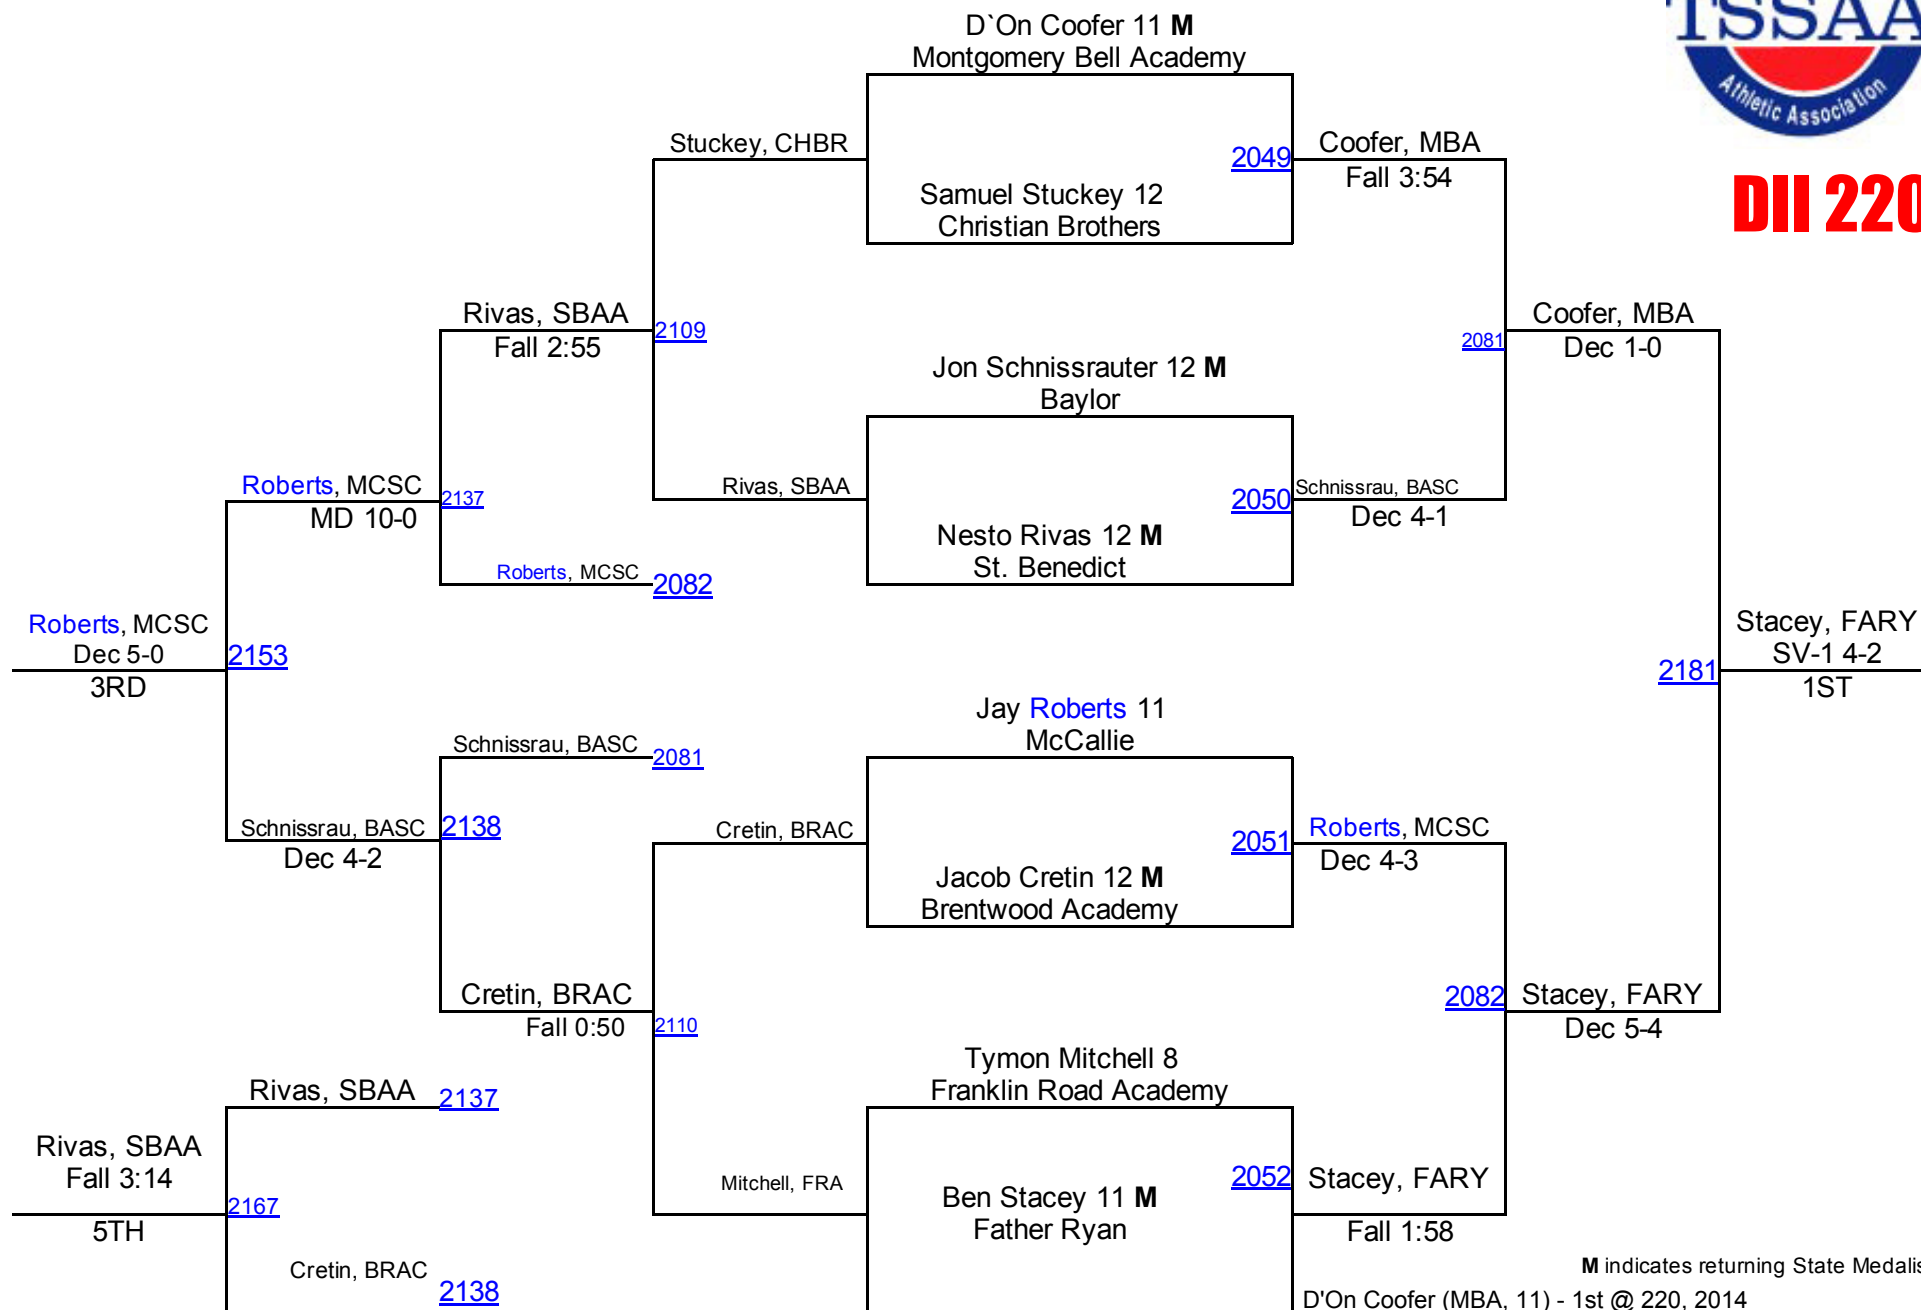 TSSAA
Athletic Association
DII 220
D`On Coofer 11 M
Montgomery Bell Academy
Stuckey, CHBR
2049
Coofer, MBA
Fall 3:54
Samuel Stuckey 12
Christian Brothers
Rivas, SBAA
Fall 2:55
2109
2081
Coofer, MBA
Dec 1-0
Jon Schnissrauter 12 M
Baylor
Roberts, MCSC
MD 10-0
2137
Rivas, SBAA
2050
Schnissrau, BASC
Dec 4-1
Nesto Rivas 12 M
St. Benedict
Roberts, MCSC
2082
Roberts, MCSC
Dec 5-0
3RD
2153
2181
Stacey, FARY
SV-1 4-2
1ST
Jay Roberts 11
McCallie
Schnissrau, BASC
2081
Schnissrau, BASC
Dec 4-2
2138
Cretin, BRAC
2051
Roberts, MCSC
Dec 4-3
Jacob Cretin 12 M
Brentwood Academy
Cretin, BRAC
Fall 0:50
2110
2082
Stacey, FARY
Dec 5-4
Tymon Mitchell 8
Franklin Road Academy
Rivas, SBAA
2137
Rivas, SBAA
Fall 3:14
5TH
2167
Mitchell, FRA
2052
Stacey, FARY
Fall 1:58
Ben Stacey 11 M
Father Ryan
Cretin, BRAC
2138
M indicates returning State Medalis
D'On Coofer (MBA, 11) - 1st @ 220, 2014